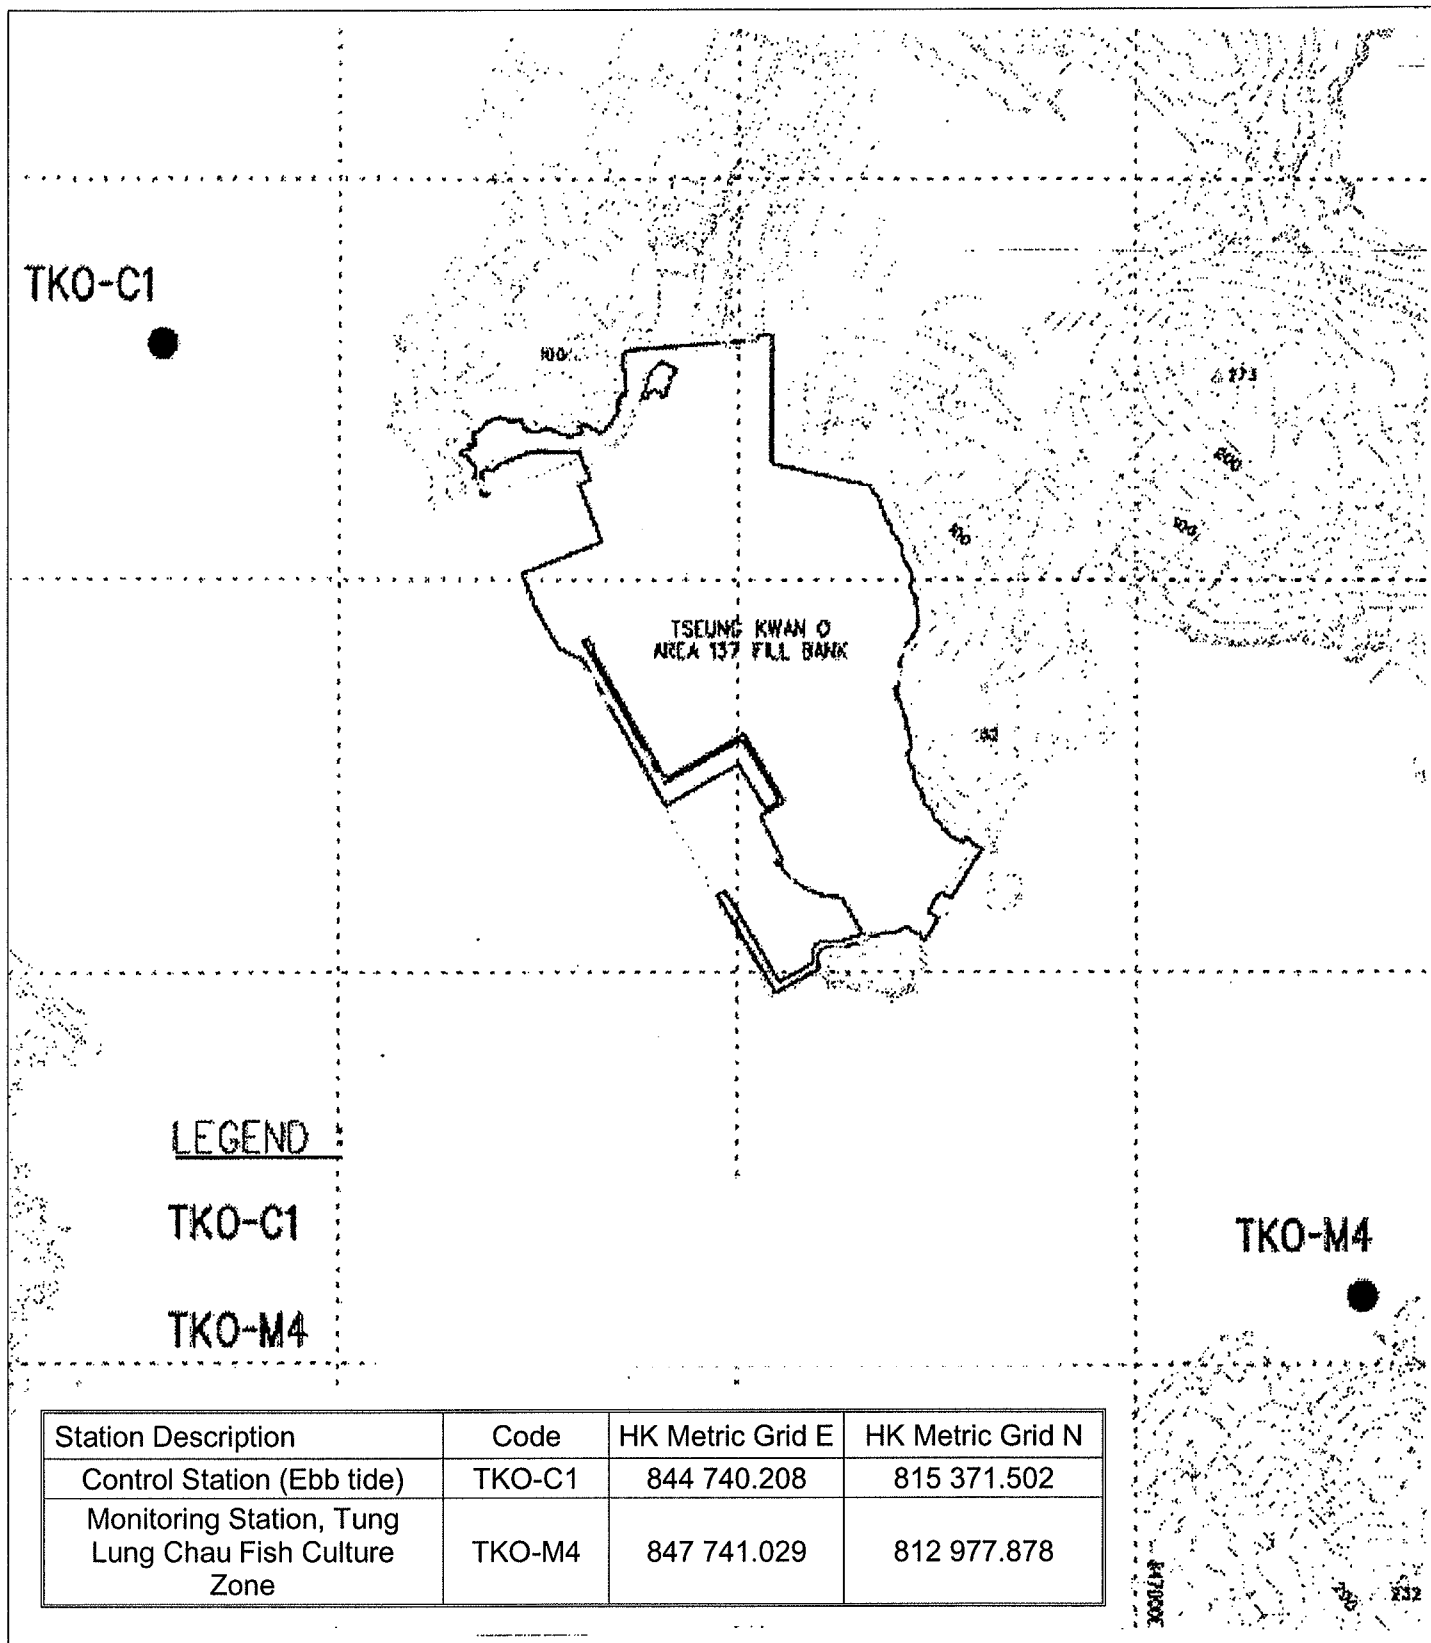 TKO-C1
100
273
200
100
TSEUNG KWAN O
AREA 137 FILL BANK
LEGEND
TKO-C1
TKO-M4
TKO-M4
Station Description Code HK Metric Grid E HK Metric Grid N
Control Station (Ebb tide) TKO-C1 844 740.208 815 371.502
Monitoring Station, Tung
Lung Chau Fish Culture
Zone TKO-M4 847 741.029 812 977.878
232